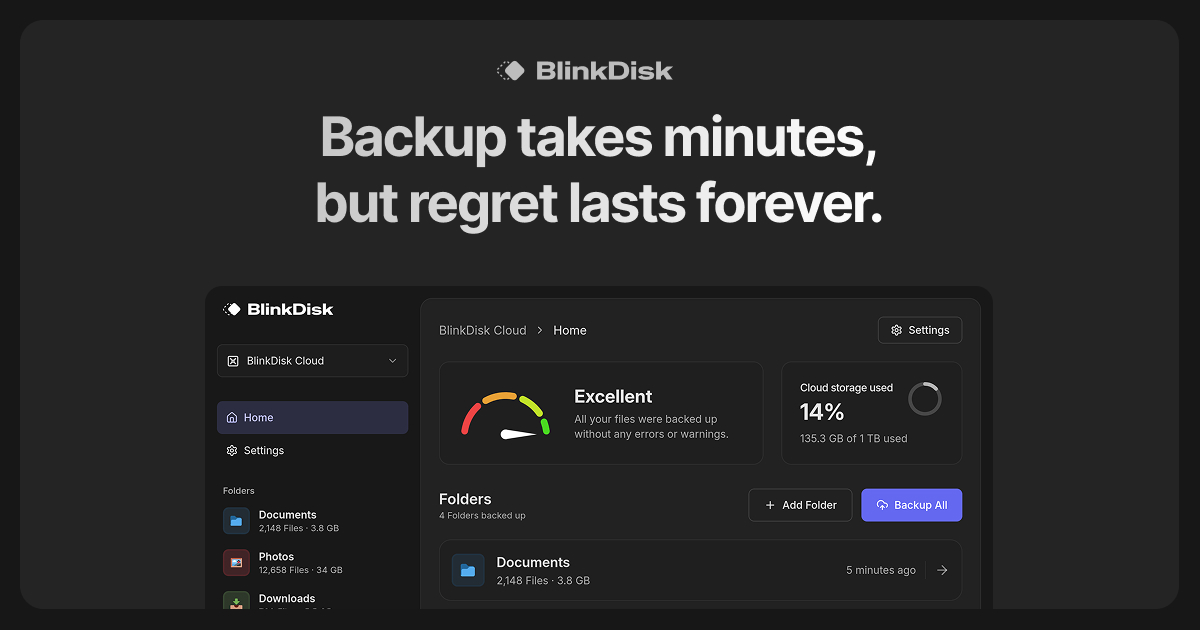 BlinkDisk
Backup takes minutes,
but regret lasts forever.
BlinkDisk
BlinkDisk Cloud
Home
Settings
Folders
Documents
2,148 Files · 3.8 GB
Photos
12,658 Files · 34 GB
Downloads
BlinkDisk Cloud > Home
Settings
Excellent
All your files were backed up
without any errors or warnings.
Cloud storage used
14%
135.3 GB of 1 TB used
Folders
4 Folders backed up
Add Folder
Backup All
Documents
2,148 Files · 3.8 GB
5 minutes ago